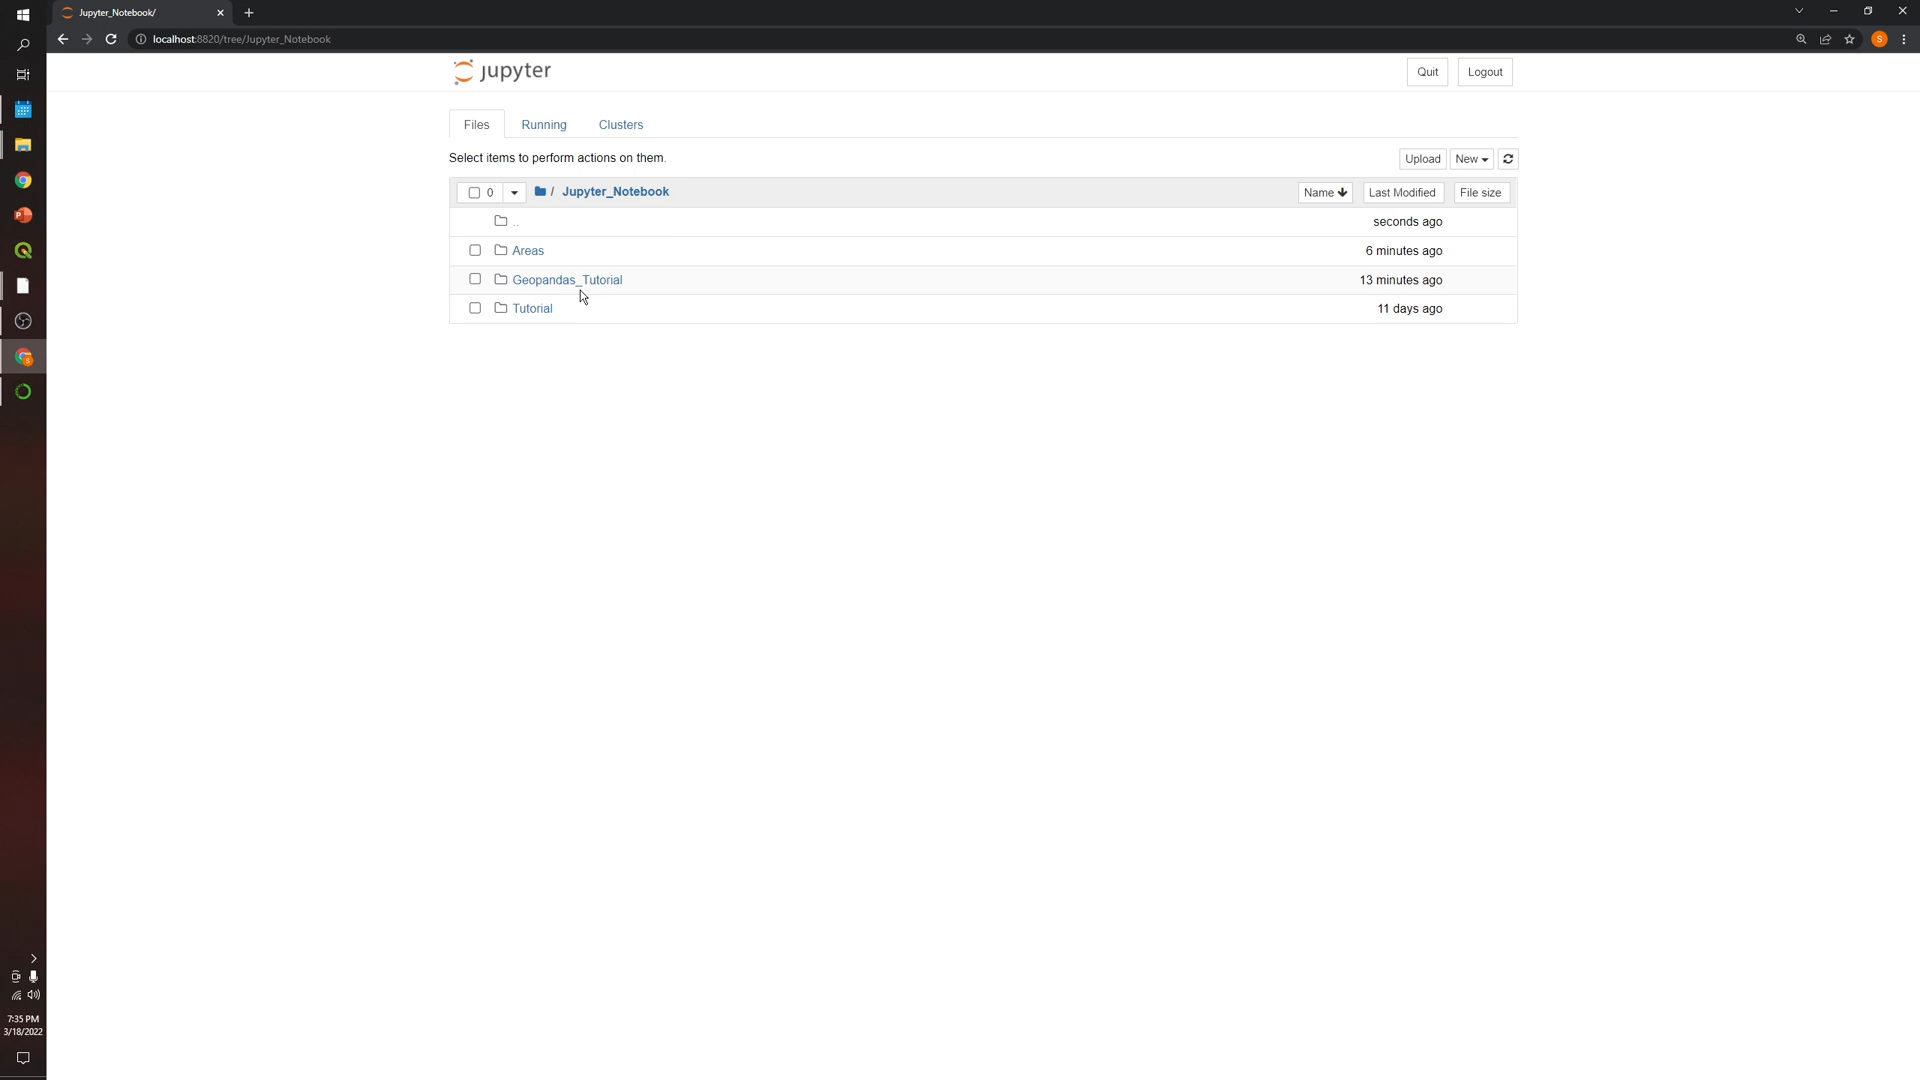 Jupyter_Notebook/
localhost:8820/tree/Jupyter_Notebook
S
jupyter
Quit
Logout
Files
Running
Clusters
Select items to perform actions on them.
Upload
New
0
/ Jupyter_Notebook
Name
Last Modified
File size
..
seconds ago
Areas
6 minutes ago
Geopandas_Tutorial
13 minutes ago
Tutorial
11 days ago
7:35 PM
3/18/2022